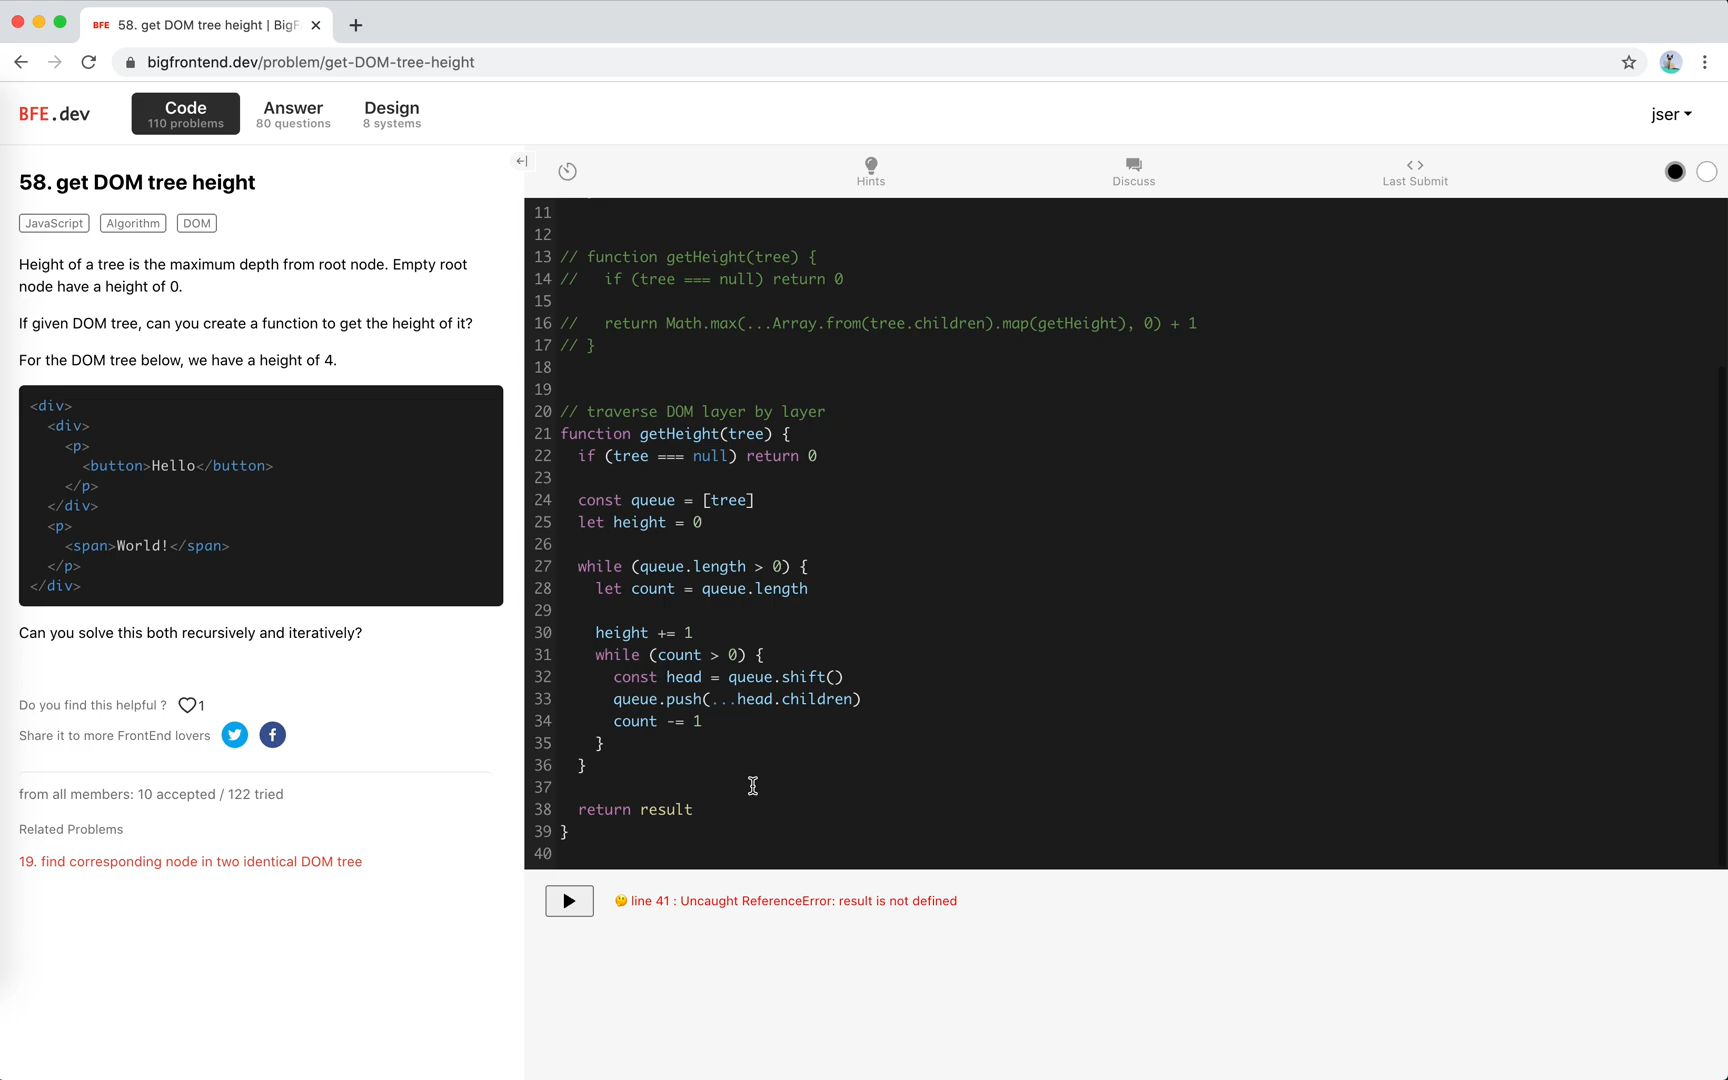 BFE 58. get DOM tree height | BigF
bigfrontend.dev/problem/get-DOM-tree-height
BFE.dev
Code
110 problems
Answer
80 questions
Design
8 systems
jser
58. get DOM tree height
JavaScript Algorithm DOM
Height of a tree is the maximum depth from root node. Empty root
node have a height of 0.
If given DOM tree, can you create a function to get the height of it?
For the DOM tree below, we have a height of 4.
<div>
<div>
<p>
<button>Hello</button>
</p>
</div>
<p>
<span>World!</span>
</p>
</div>
Can you solve this both recursively and iteratively?
Do you find this helpful ? 1
Share it to more FrontEnd lovers
from all members: 10 accepted / 122 tried
Related Problems
19. find corresponding node in two identical DOM tree
Hints
Discuss
Last Submit
11
12
13 // function getHeight(tree) {
14 //   if (tree === null) return 0
15
16 //   return Math.max(...Array.from(tree.children).map(getHeight), 0) + 1
17 // }
18
19
20 // traverse DOM layer by layer
21 function getHeight(tree) {
22   if (tree === null) return 0
23
24   const queue = [tree]
25   let height = 0
26
27   while (queue.length > 0) {
28     let count = queue.length
29
30     height += 1
31     while (count > 0) {
32       const head = queue.shift()
33       queue.push(...head.children)
34       count -= 1
35     }
36   }
37
38   return result
39 }
40
🤔 line 41 : Uncaught ReferenceError: result is not defined